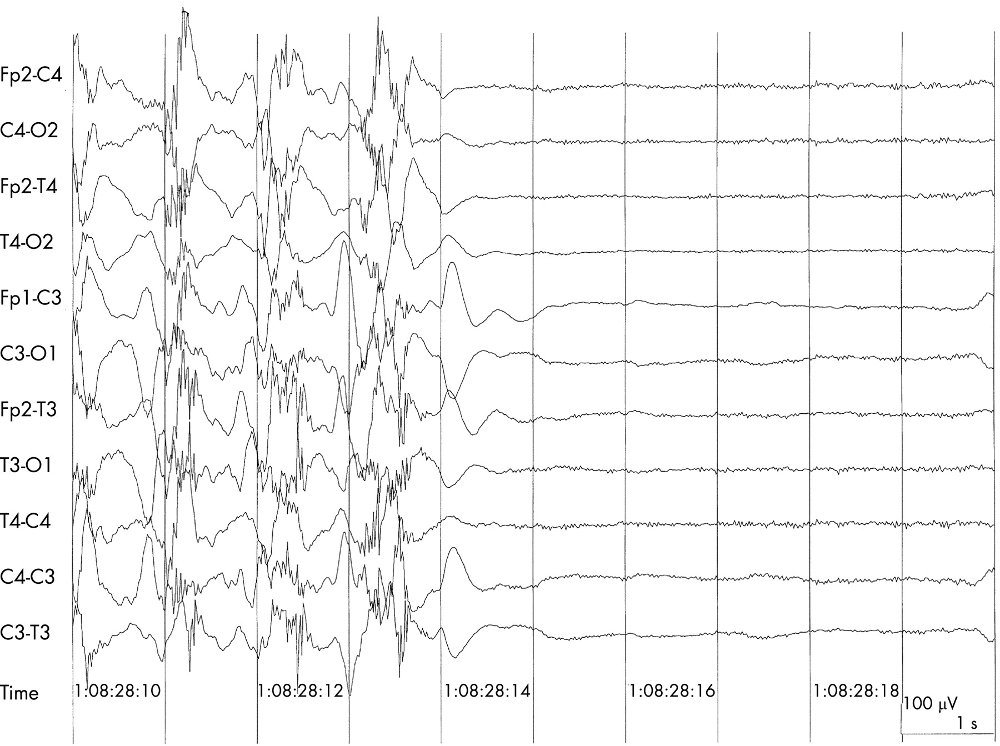 Fp2-C4
C4-O2
Fp2-T4
T4-O2
Fp1-C3
C3-O1
Fp2-T3
T3-O1
T4-C4
C4-C3
C3-T3
Time 1:08:28:10 1:08:28:12 1:08:28:14 1:08:28:16 1:08:28:18
100 μV
1 s